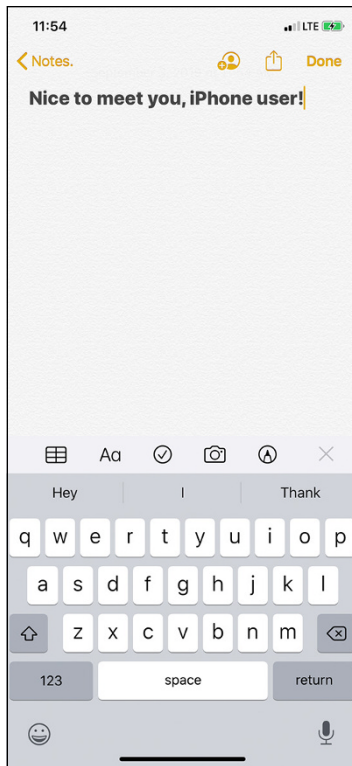 11:54 LTE
Notes. Done
Nice to meet you, iPhone user!
Aa
Hey I Thank
q w e r t y u i o p
a s d f g h j k l
z x c v b n m
123 space return